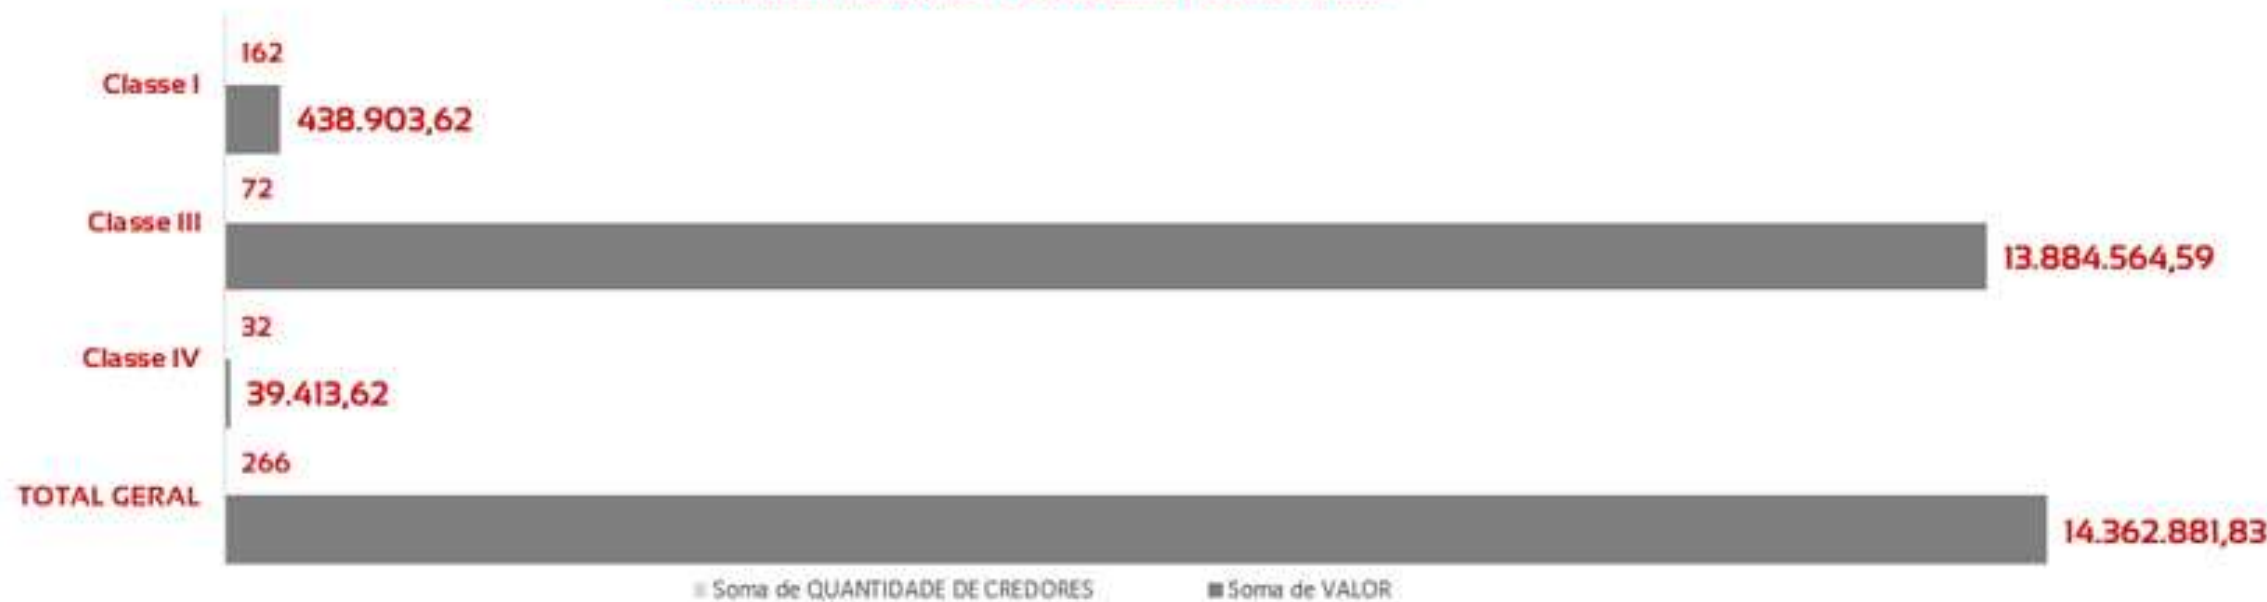 162
Classe I
438.903,62
72
Classe III
13.884.564,59
32
Classe IV
39.413,62
266
TOTAL GERAL
14.362.881,83
Soma de QUANTIDADE DE CREDORES Soma de VALOR